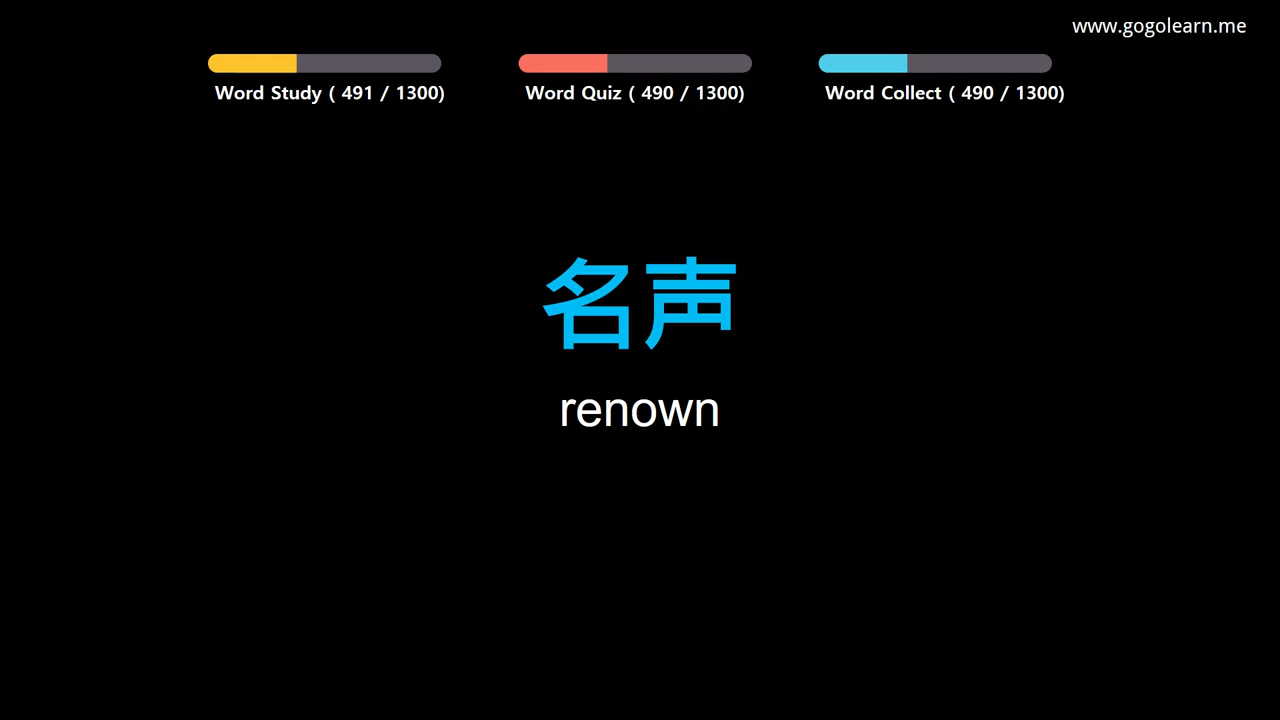 www.gogolearn.me
Word Study ( 491 / 1300)
Word Quiz ( 490 / 1300)
Word Collect ( 490 / 1300)
名声
renown